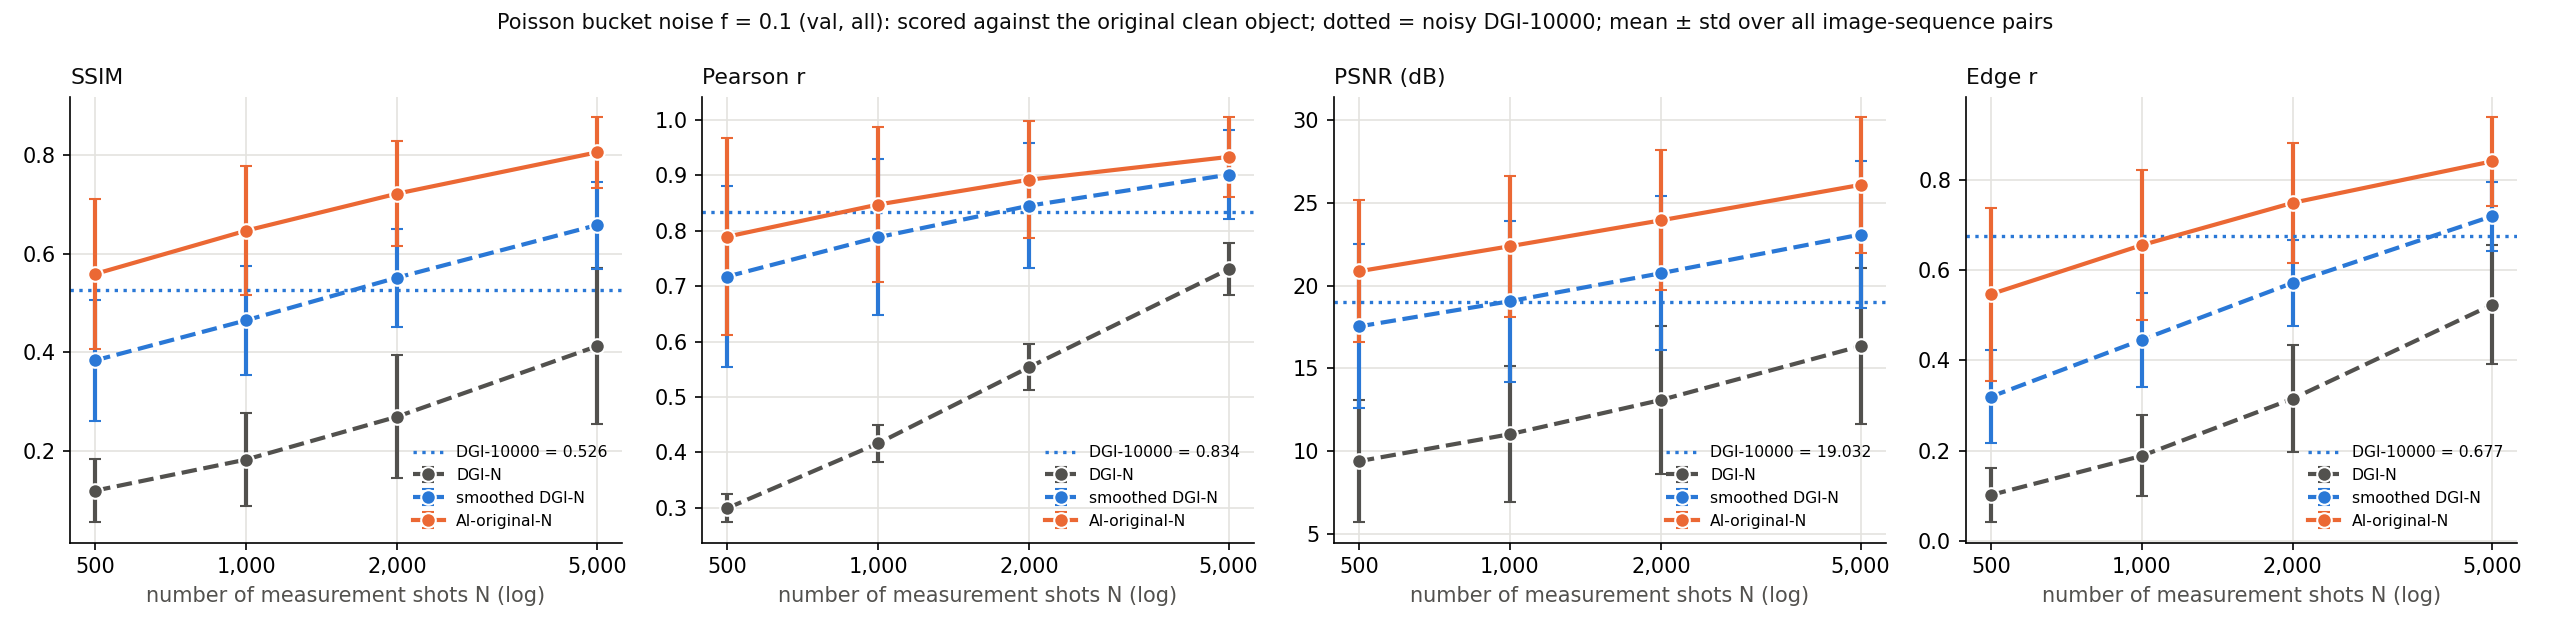 Poisson bucket noise f = 0.1 (val, all): scored against the original clean object; dotted = noisy DGI-10000; mean ± std over all image-sequence pairs
SSIM
0.8
0.6
0.4
0.2
500
1,000
2,000
5,000
number of measurement shots N (log)
DGI-10000 = 0.526
DGI-N
smoothed DGI-N
AI-original-N
Pearson r
1.0
0.9
0.8
0.7
0.6
0.5
0.4
0.3
500
1,000
2,000
5,000
number of measurement shots N (log)
DGI-10000 = 0.834
DGI-N
smoothed DGI-N
AI-original-N
PSNR (dB)
30
25
20
15
10
5
500
1,000
2,000
5,000
number of measurement shots N (log)
DGI-10000 = 19.032
DGI-N
smoothed DGI-N
AI-original-N
Edge r
0.8
0.6
0.4
0.2
0.0
500
1,000
2,000
5,000
number of measurement shots N (log)
DGI-10000 = 0.677
DGI-N
smoothed DGI-N
AI-original-N